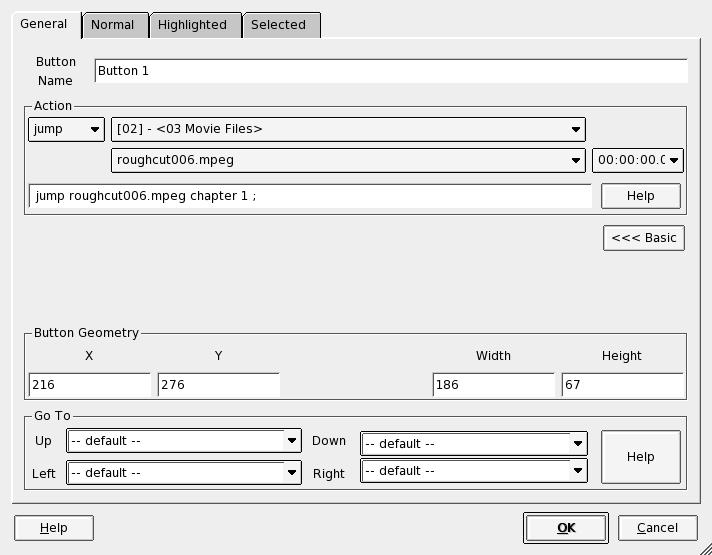 General Normal Highlighted Selected
Button
Name
Button 1
Action
jump [02] - <03 Movie Files>
roughcut006.mpeg 00:00:00.0
jump roughcut006.mpeg chapter 1 ; Help
<<< Basic
Button Geometry
X Y Width Height
216 276 186 67
Go To
Up -- default -- Down -- default --
Help
Left -- default -- Right -- default --
Help OK Cancel